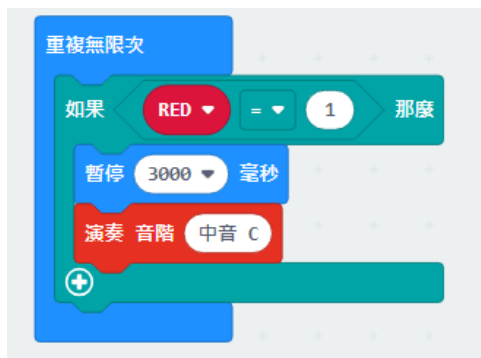 重複無限次
如果 RED = 1 那麼
暫停 3000 毫秒
演奏 音階 中音 C